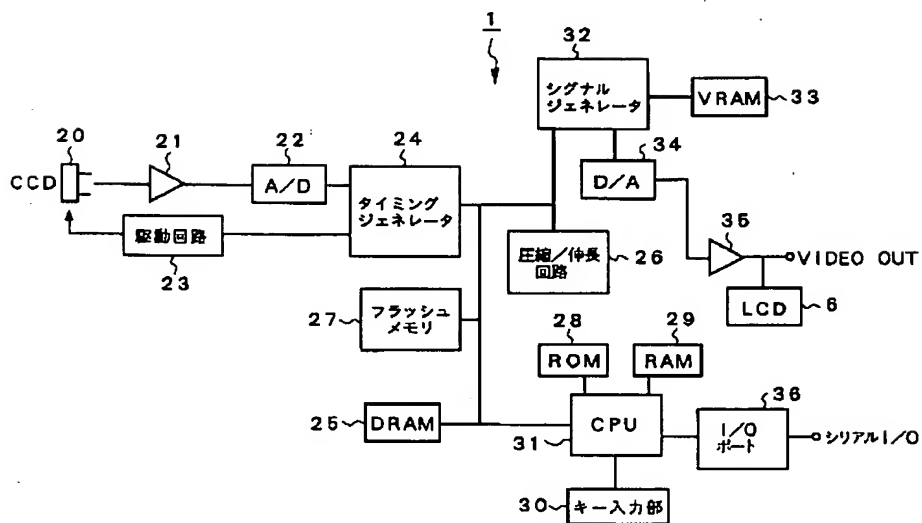 1
32
シグナル
ジェネレータ
VRAM
33
20
21
22
24
34
CCD
A/D
タイミング
ジェネレータ
D/A
駆動回路
23
圧縮/伸長
回路
26
35
VIDEO OUT
LCD
6
27
フラッシュ
メモリ
28
29
ROM
RAM
36
25
DRAM
CPU
31
I/O
ポート
シリアルI/O
30
キー入力部